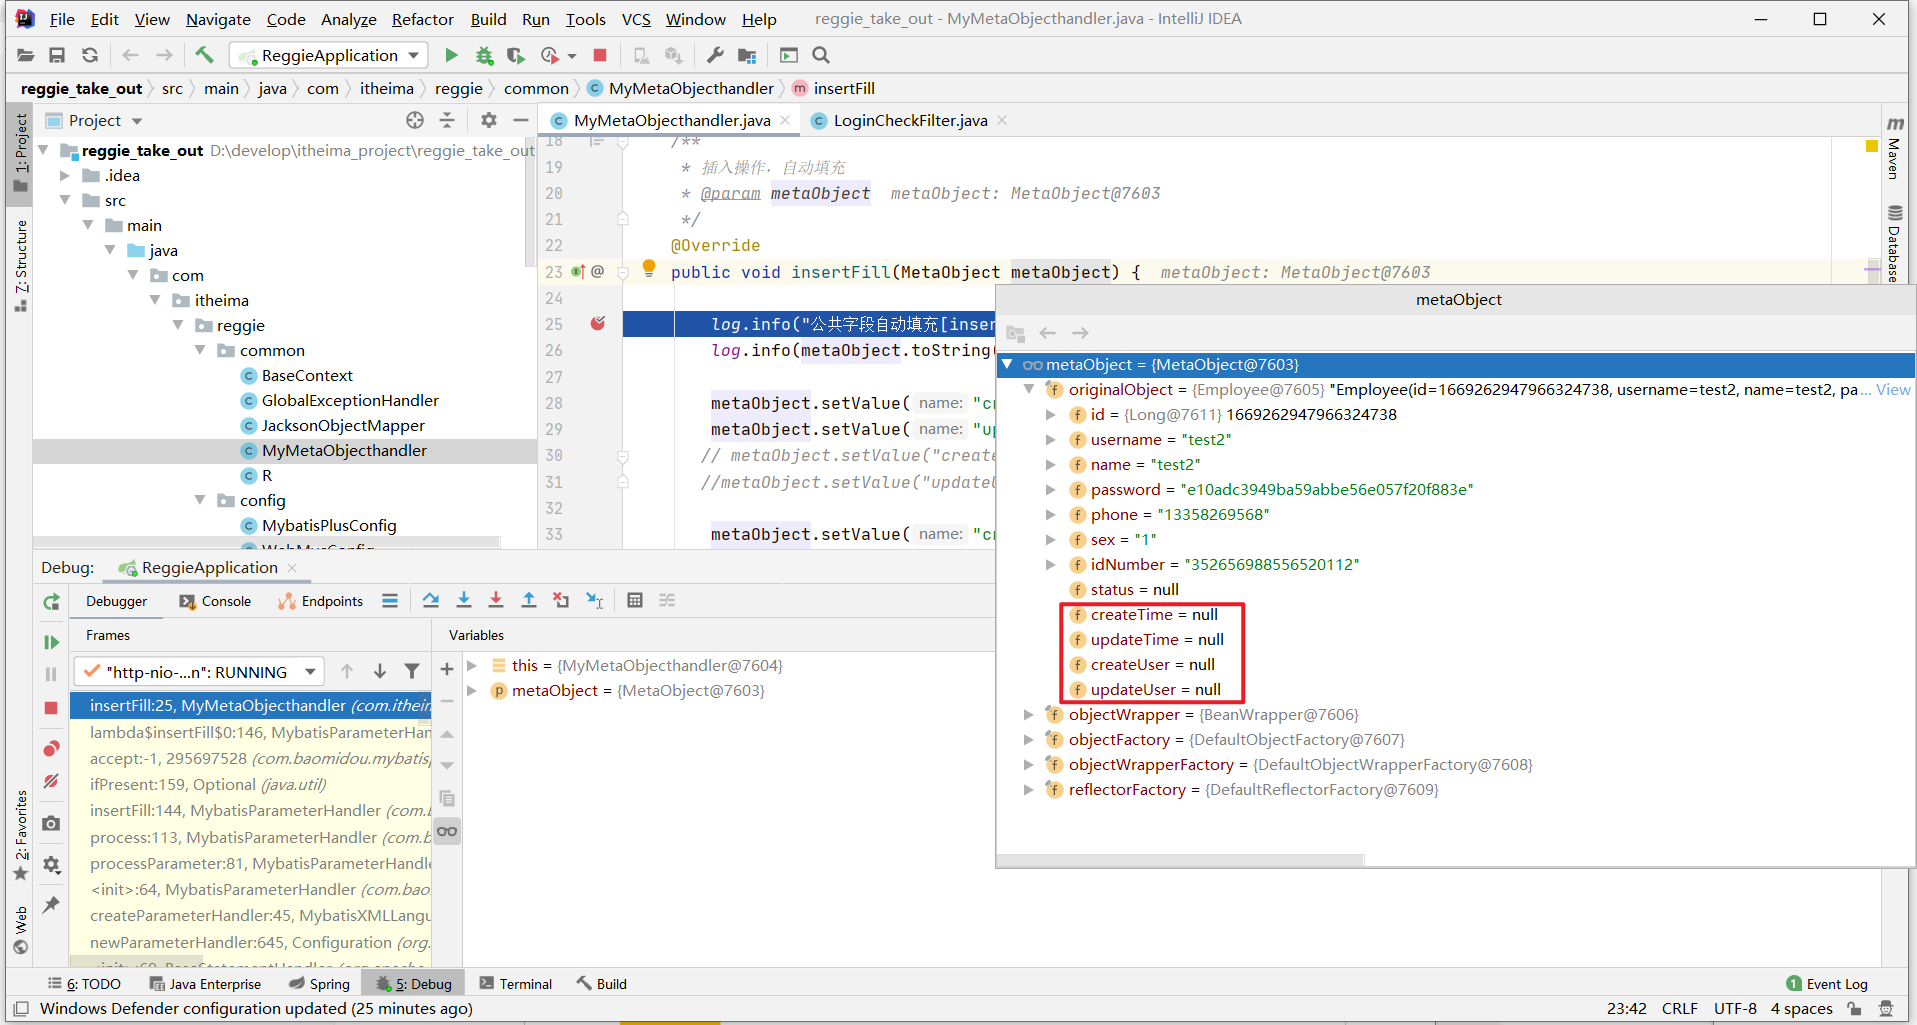 File Edit View Navigate Code Analyze Refactor Build Run Tools VCS Window Help reggie_take_out - MyMetaObjecthandler.java - IntelliJ IDEA
ReggieApplication
reggie_take_out src main java com itheima reggie common MyMetaObjecthandler insertFill
Project
MyMetaObjecthandler.java LoginCheckFilter.java
1: Project
7: Structure
2: Favorites
Web
Maven
Database
reggie_take_out D:\develop\itheima_project\reggie_take_out
.idea
src
main
java
com
itheima
reggie
common
BaseContext
GlobalExceptionHandler
JacksonObjectMapper
MyMetaObjecthandler
R
config
MybatisPlusConfig
18 /**
19 * 插入操作，自动填充
20 * @param metaObject metaObject: MetaObject@7603
21 */
22 @Override
23 public void insertFill(MetaObject metaObject) { metaObject: MetaObject@7603
24
25 log.info("公共字段自动填充[inser
26 log.info(metaObject.toString(
27
28 metaObject.setValue( name: "cr
29 metaObject.setValue( name: "up
30 // metaObject.setValue("create
31 //metaObject.setValue("updateU
32
33 metaObject.setValue( name: "cr
metaObject
metaObject = {MetaObject@7603}
originalObject = {Employee@7605} "Employee(id=1669262947966324738, username=test2, name=test2, pa... View
id = {Long@7611} 1669262947966324738
username = "test2"
name = "test2"
password = "e10adc3949ba59abbe56e057f20f883e"
phone = "13358269568"
sex = "1"
idNumber = "352656988556520112"
status = null
createTime = null
updateTime = null
createUser = null
updateUser = null
objectWrapper = {BeanWrapper@7606}
objectFactory = {DefaultObjectFactory@7607}
objectWrapperFactory = {DefaultObjectWrapperFactory@7608}
reflectorFactory = {DefaultReflectorFactory@7609}
Debug: ReggieApplication
Debugger Console Endpoints
Frames
Variables
"http-nio-...n": RUNNING
insertFill:25, MyMetaObjecthandler (com.itheim
lambda$insertFill$0:146, MybatisParameterHan
accept:-1, 295697528 (com.baomidou.mybatisp
ifPresent:159, Optional (java.util)
insertFill:144, MybatisParameterHandler (com.b
process:113, MybatisParameterHandler (com.b
processParameter:81, MybatisParameterHandle
<init>:64, MybatisParameterHandler (com.bao
createParameterHandler:45, MybatisXMLLangu
newParameterHandler:645, Configuration (org.
this = {MyMetaObjecthandler@7604}
metaObject = {MetaObject@7603}
6: TODO Java Enterprise Spring 5: Debug Terminal Build 1 Event Log
Windows Defender configuration updated (25 minutes ago) 23:42 CRLF UTF-8 4 spaces